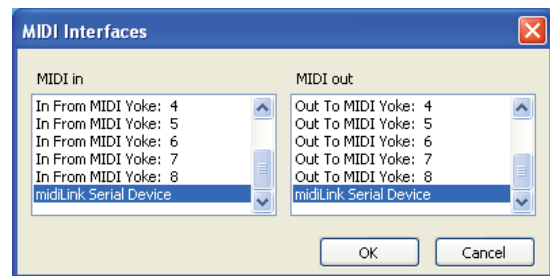 MIDI Interfaces
MIDI in
In From MIDI Yoke:  4
In From MIDI Yoke:  5
In From MIDI Yoke:  6
In From MIDI Yoke:  7
In From MIDI Yoke:  8
midiLink Serial Device
MIDI out
Out To MIDI Yoke:  4
Out To MIDI Yoke:  5
Out To MIDI Yoke:  6
Out To MIDI Yoke:  7
Out To MIDI Yoke:  8
midiLink Serial Device
OK
Cancel